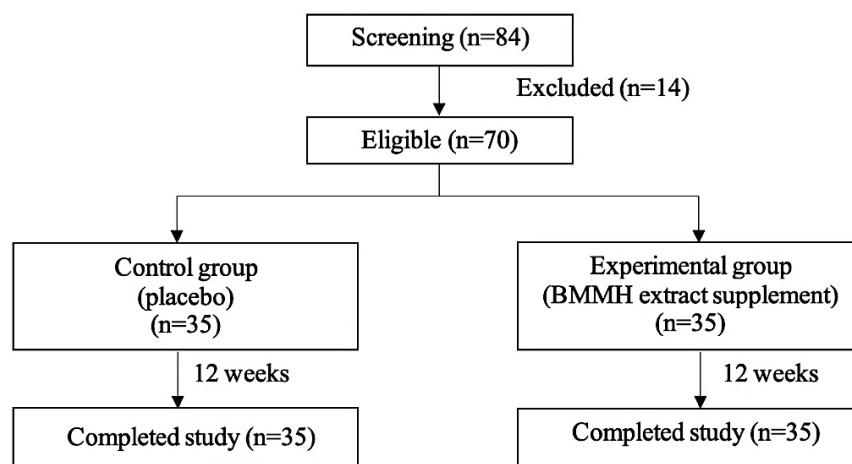 Screening (n=84)
Excluded (n=14)
Eligible (n=70)
Control group
(placebo)
(n=35)
Experimental group
(BMMH extract supplement)
(n=35)
12 weeks
12 weeks
Completed study (n=35)
Completed study (n=35)